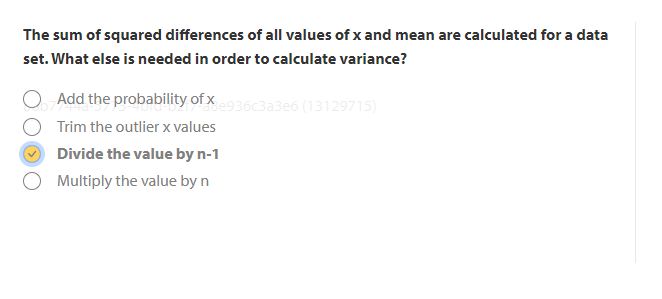 The sum of squared differences of all values of x and mean are calculated for a data
set. What else is needed in order to calculate variance?
Add the probability of x
e936c3a3e6 (13129715)
Trim the outlier x values
Divide the value by n-1
Multiply the value by n